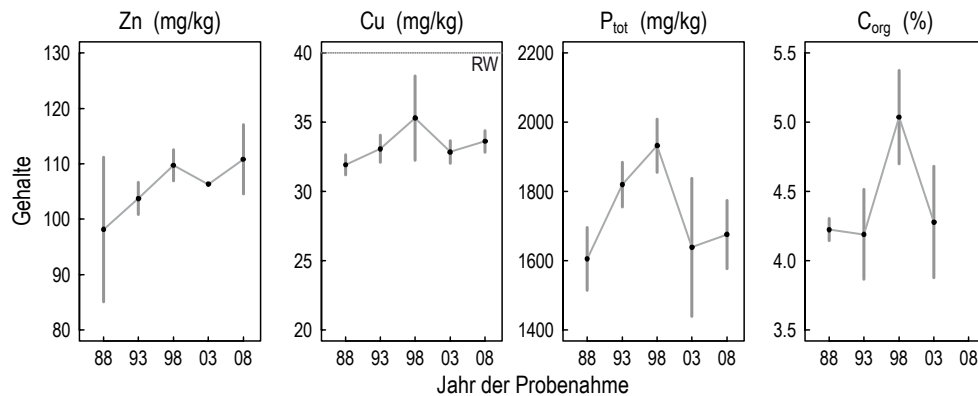 Zn (mg/kg)
Cu (mg/kg)
Ptot (mg/kg)
Corg (%)
Gehalte
130
120
110
100
90
80
88 93 98 03 08
40
35
30
25
20
RW
88 93 98 03 08
2200
2000
1800
1600
1400
88 93 98 03 08
5.5
5.0
4.5
4.0
3.5
88 93 98 03 08
Jahr der Probenahme